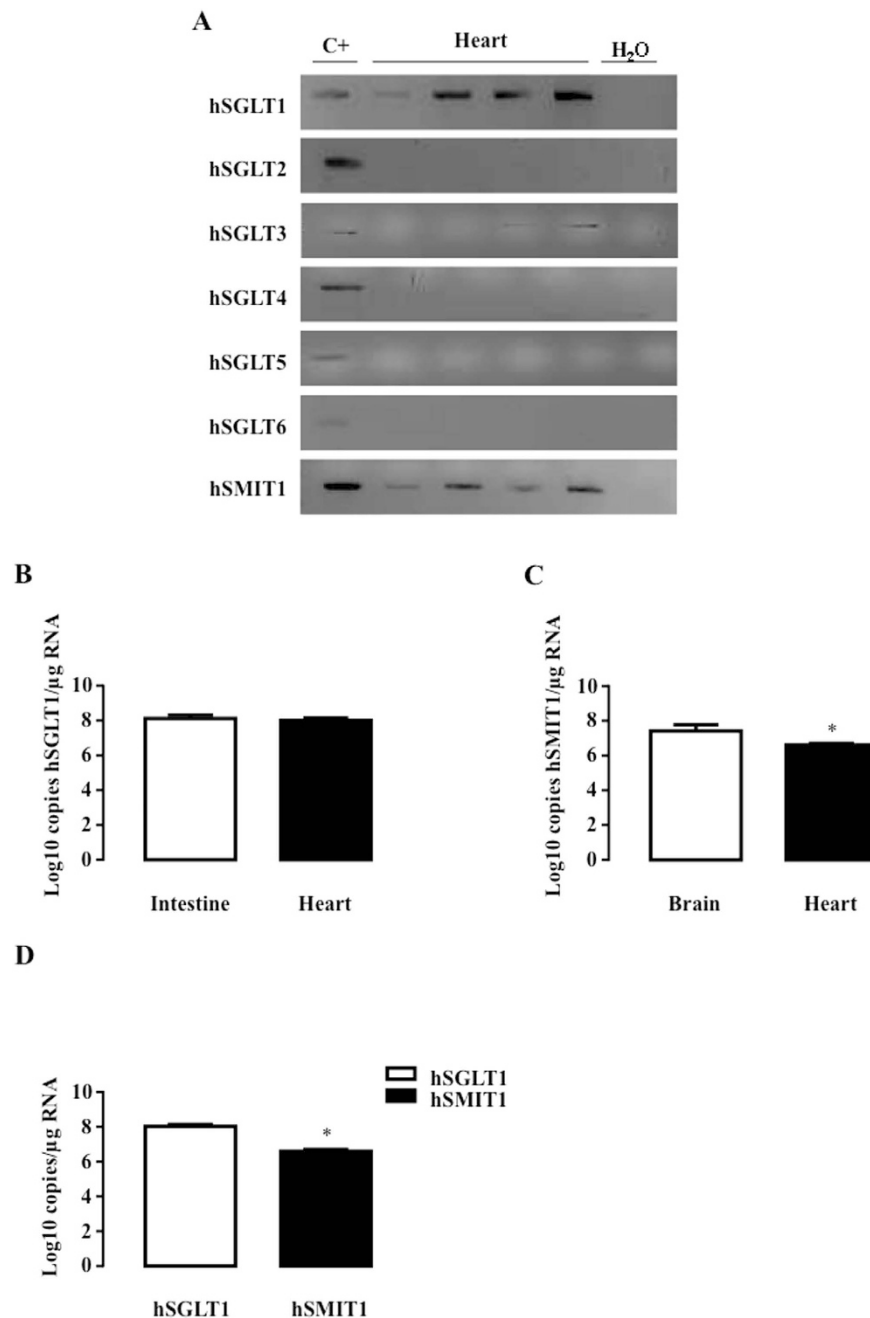 A
C+ Heart H₂O
hSGLT1
hSGLT2
hSGLT3
hSGLT4
hSGLT5
hSGLT6
hSMIT1
B
Log10 copies hSGLT1/µg RNA
10
8
6
4
2
0
Intestine Heart
C
Log10 copies hSMIT1/µg RNA
10
8
6
4
2
0
*
Brain Heart
D
Log10 copies/µg RNA
10
8
6
4
2
0
*
hSGLT1
hSMIT1
hSGLT1 hSMIT1